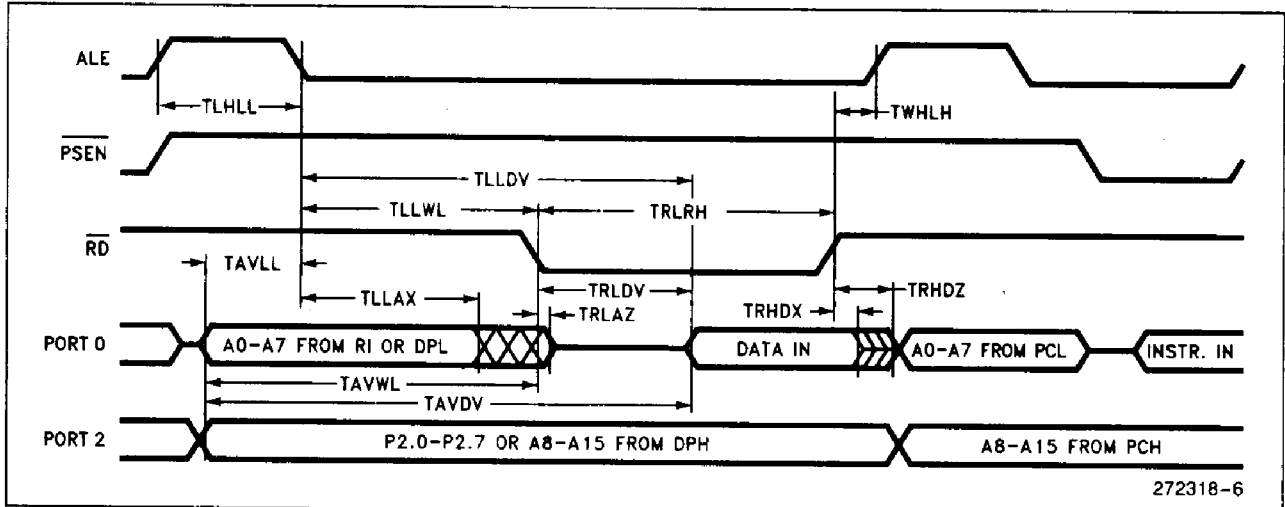 ALE
TLHLL
TWHLH
PSEN
TLLDV
TLLWL
TRLRH
RD
TAVLL
TLLAX
TRLDV
TRHDX
TRHDZ
TRLAZ
PORT 0
A0-A7 FROM RI OR DPL
DATA IN
A0-A7 FROM PCL
INSTR. IN
TAVWL
TAVDV
PORT 2
P2.0-P2.7 OR A8-A15 FROM DPH
A8-A15 FROM PCH
272318-6